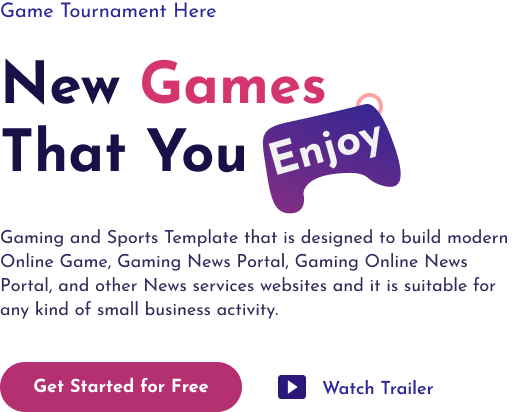 Game Tournament Here
New Games
That You Enjoy
Gaming and Sports Template that is designed to build modern
Online Game, Gaming News Portal, Gaming Online News
Portal, and other News services websites and it is suitable for
any kind of small business activity.
Get Started for Free
Watch Trailer